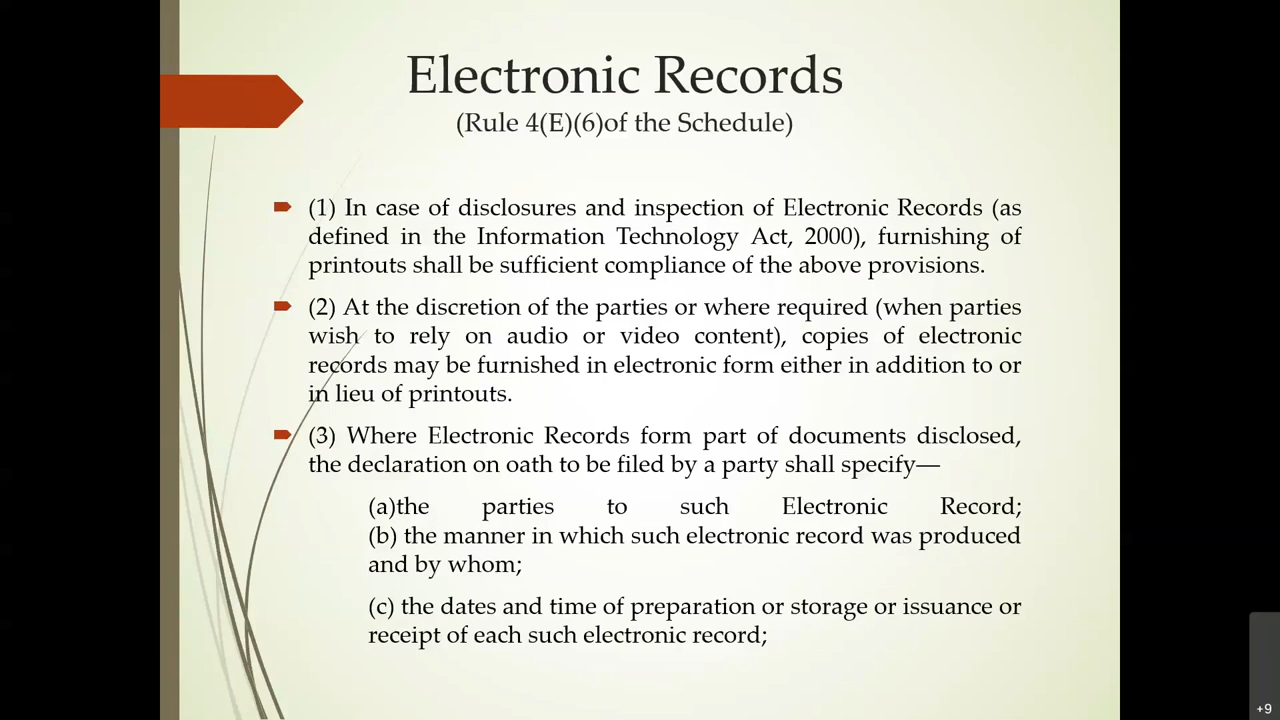 Electronic Records
(Rule 4(E)(6)of the Schedule)
(1) In case of disclosures and inspection of Electronic Records (as
defined in the Information Technology Act, 2000), furnishing of
printouts shall be sufficient compliance of the above provisions.
(2) At the discretion of the parties or where required (when parties
wish to rely on audio or video content), copies of electronic
records may be furnished in electronic form either in addition to or
in lieu of printouts.
(3) Where Electronic Records form part of documents disclosed,
the declaration on oath to be filed by a party shall specify—
(a)the parties to such Electronic Record;
(b) the manner in which such electronic record was produced
and by whom;
(c) the dates and time of preparation or storage or issuance or
receipt of each such electronic record;
+9